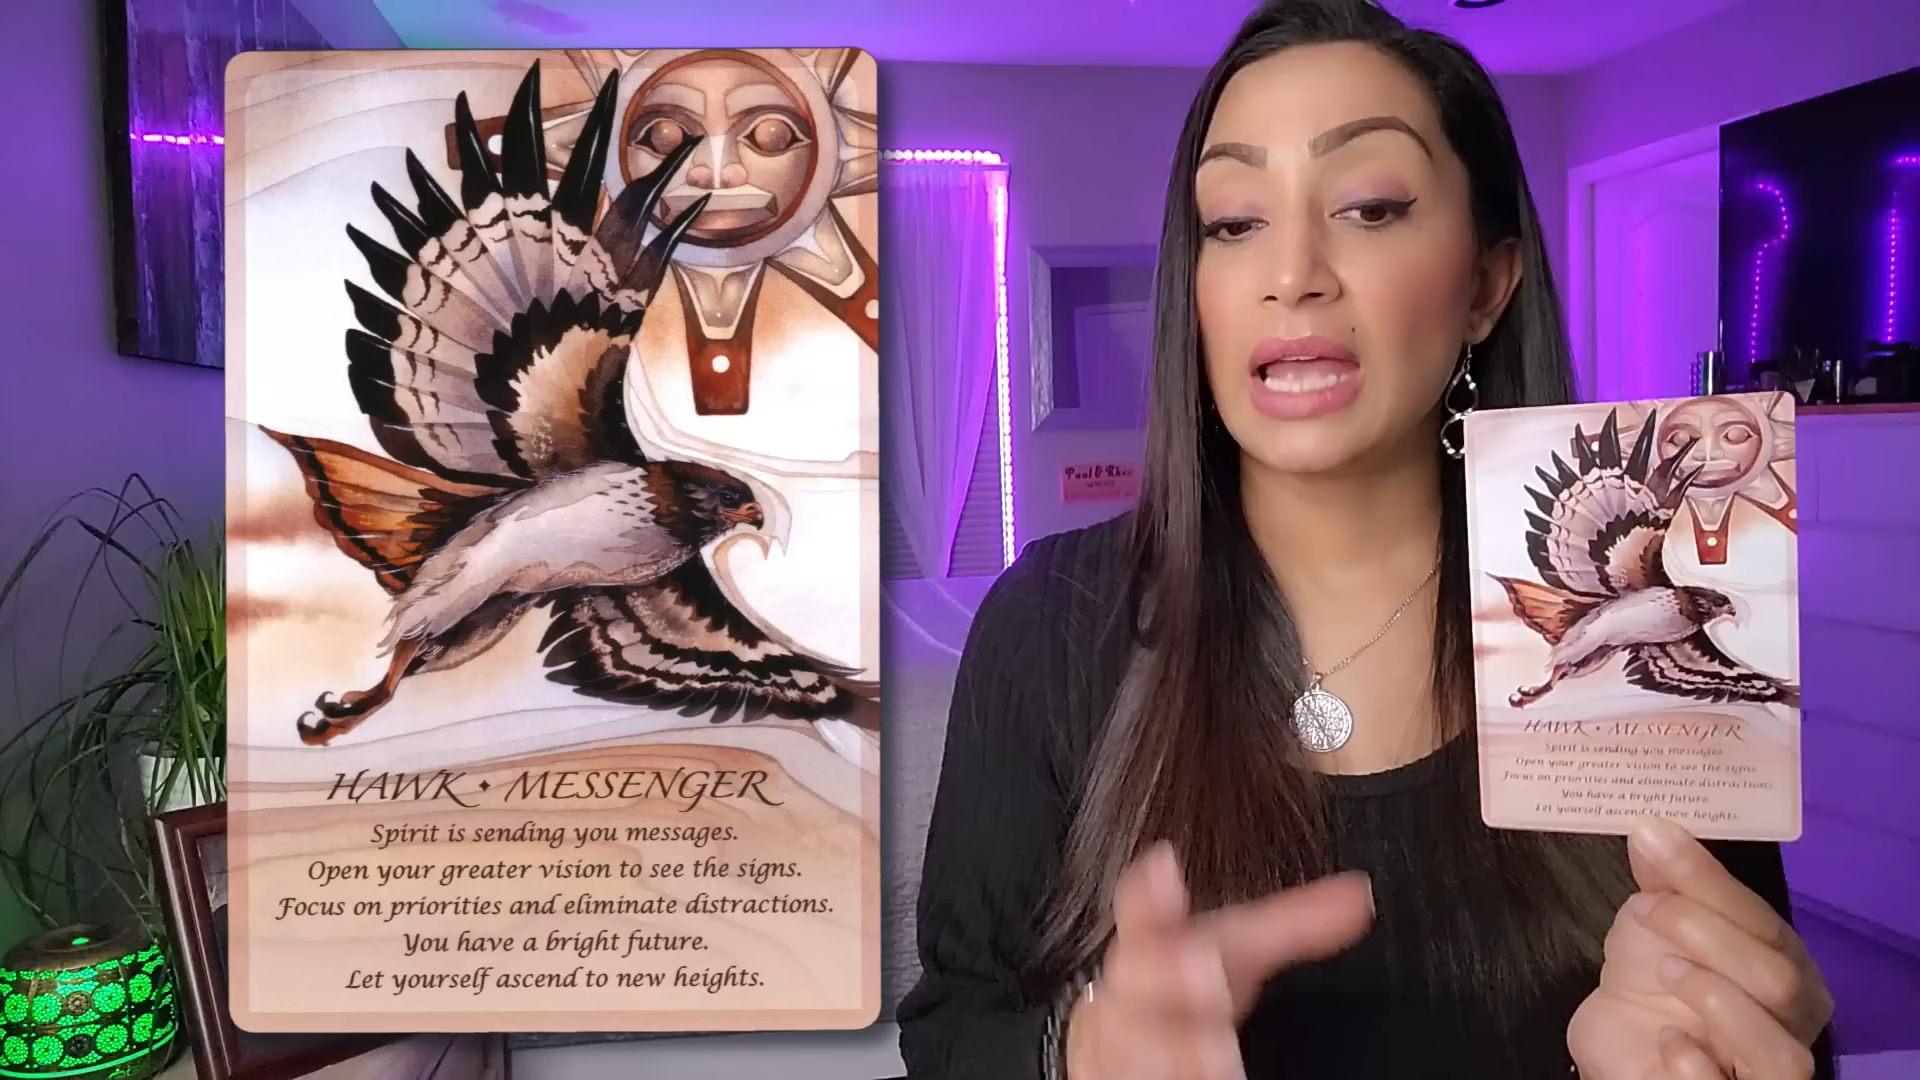 HAWK • MESSENGER
Spirit is sending you messages.
Open your greater vision to see the signs.
Focus on priorities and eliminate distractions.
You have a bright future.
Let yourself ascend to new heights.
Paul & Rhea
HAWK • MESSENGER
Spirit is sending you messages.
Open your greater vision to see the signs.
Focus on priorities and eliminate distractions.
You have a bright future.
Let yourself ascend to new heights.